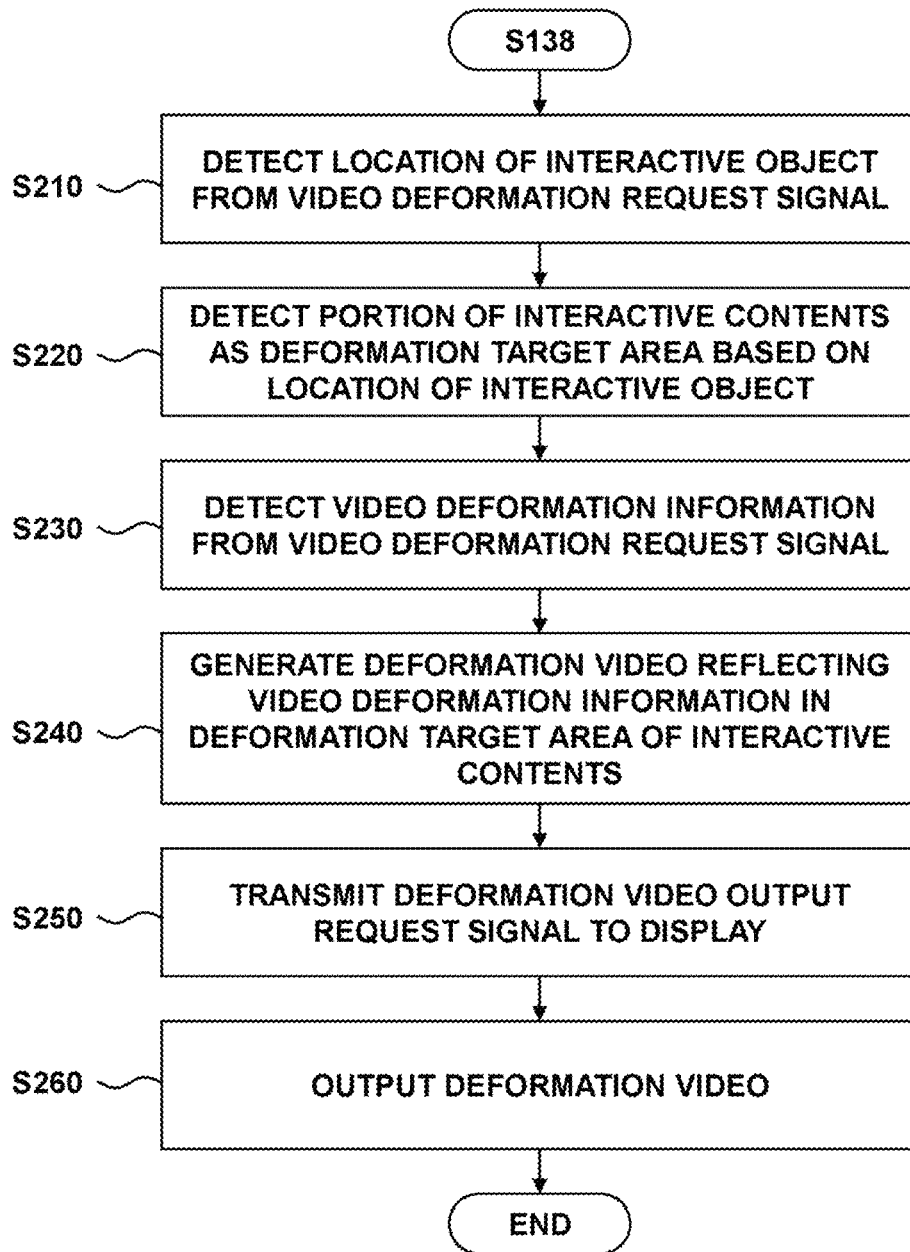 S138
S210
DETECT LOCATION OF INTERACTIVE OBJECT
FROM VIDEO DEFORMATION REQUEST SIGNAL
S220
DETECT PORTION OF INTERACTIVE CONTENTS
AS DEFORMATION TARGET AREA BASED ON
LOCATION OF INTERACTIVE OBJECT
S230
DETECT VIDEO DEFORMATION INFORMATION
FROM VIDEO DEFORMATION REQUEST SIGNAL
S240
GENERATE DEFORMATION VIDEO REFLECTING
VIDEO DEFORMATION INFORMATION IN
DEFORMATION TARGET AREA OF INTERACTIVE
CONTENTS
S250
TRANSMIT DEFORMATION VIDEO OUTPUT
REQUEST SIGNAL TO DISPLAY
S260
OUTPUT DEFORMATION VIDEO
END